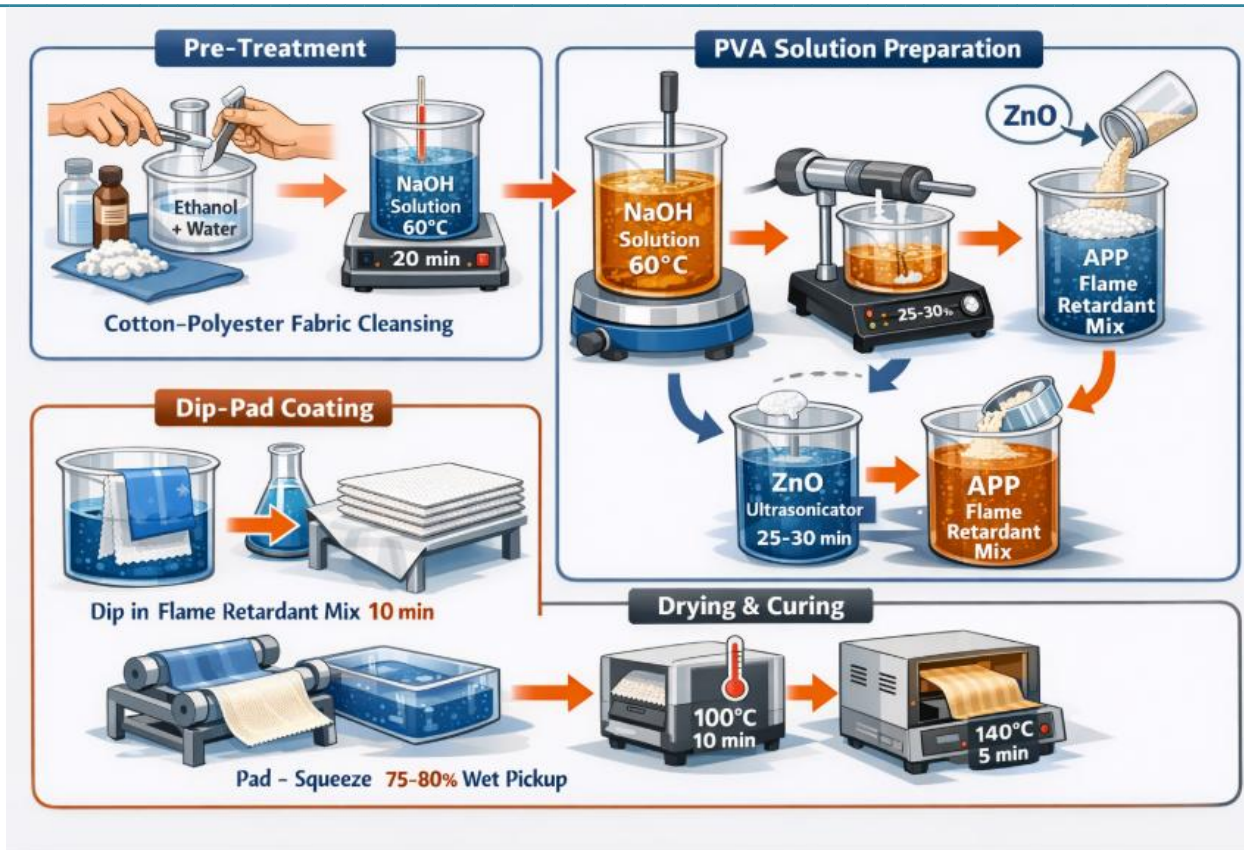 Pre-Treatment
Ethanol
+ Water
NaOH
Solution
60°C
20 min
Cotton-Polyester Fabric Cleansing
PVA Solution Preparation
NaOH
Solution
60°C
25-30%
ZnO
APP
Flame
Retardant
Mix
ZnO
Ultrasonicator
25-30 min
APP
Flame
Retardant
Mix
Dip-Pad Coating
Dip in Flame Retardant Mix 10 min
Pad - Squeeze 75-80% Wet Pickup
Drying & Curing
100°C
10 min
140°C
5 min